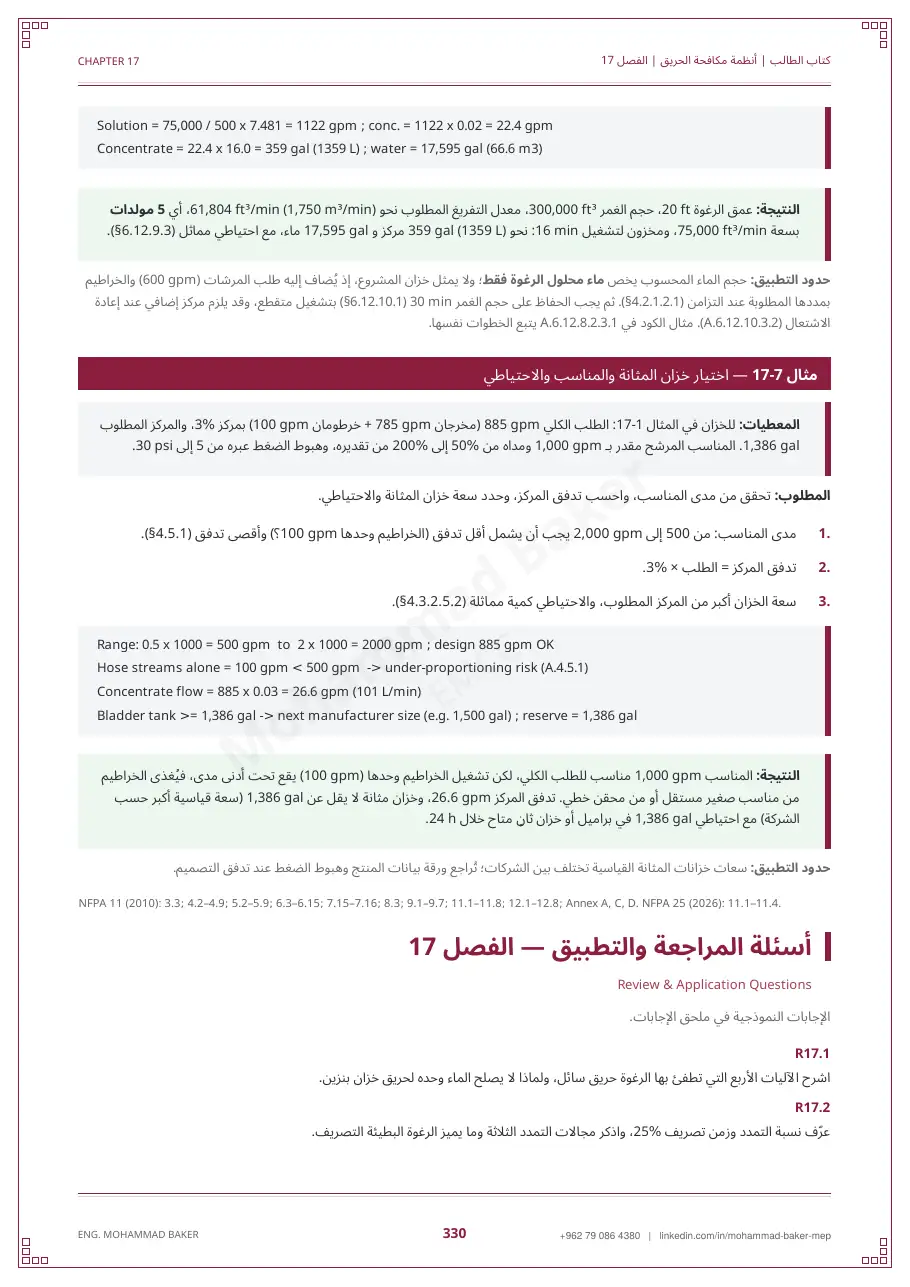 كتاب الطالب | أنظمة مكافحة الحريق | الفصل 17
CHAPTER 17
Solution = 75,000 / 500 x 7.481 = 1122 gpm ; conc. = 1122 x 0.02 = 22.4 gpm
Concentrate = 22.4 x 16.0 = 359 gal (1359 L) ; water = 17,595 gal (66.6 m3)
النتيجة: عمق الرغوة 20 ft، حجم الغمر 300,000 ft³، معدل التفريغ المطلوب نحو 61,804 ft³/min (1,750 m³/min)، أي 5 مولدات
بسعة 75,000 ft³/min، ومخزون لتشغيل 16 min: نحو 359 gal (1359 L) مركز و 17,595 gal ماء، مع احتياطي مماثل (§6.12.9.3).
حدود التطبيق: حجم الماء المحسوب يخص ماء محلول الرغوة فقط؛ ولا يمثل خزان المشروع، إذ يُضاف إليه طلب المرشات (600 gpm) والخراطيم
بمددها المطلوبة عند التزامن (§4.2.1.2.1). ثم يجب الحفاظ على حجم الغمر 30 min (§6.12.10.1) بتشغيل متقطع، وقد يلزم مركز إضافي عند إعادة
الاشتعال (A.6.12.10.3.2). مثال الكود في A.6.12.8.2.3.1 يتبع الخطوات نفسها.
مثال 7-17 — اختيار خزان المثانة والمناسب والاحتياطي
المعطيات: للخزان في المثال 1-17: الطلب الكلي 885 gpm (مخرجان 785 gpm + خرطومان 100 gpm) بمركز 3%، والمركز المطلوب
1,386 gal. المناسب المرشح مقدر بـ 1,000 gpm ومداه من 50% إلى 200% من تقديره، وهبوط الضغط عبره من 5 إلى 30 psi.
المطلوب: تحقق من مدى المناسب، واحسب تدفق المركز، وحدد سعة خزان المثانة والاحتياطي.
1. مدى المناسب: من 500 إلى 2,000 gpm يجب أن يشمل أقل تدفق (الخراطيم وحدها 100 gpm؟) وأقصى تدفق (§4.5.1).
2. تدفق المركز = الطلب × 3%.
3. سعة الخزان أكبر من المركز المطلوب، والاحتياطي كمية مماثلة (§4.3.2.5.2).
Range: 0.5 x 1000 = 500 gpm to 2 x 1000 = 2000 gpm ; design 885 gpm OK
Hose streams alone = 100 gpm < 500 gpm -> under-proportioning risk (A.4.5.1)
Concentrate flow = 885 x 0.03 = 26.6 gpm (101 L/min)
Bladder tank >= 1,386 gal -> next manufacturer size (e.g. 1,500 gal) ; reserve = 1,386 gal
النتيجة: المناسب 1,000 gpm مناسب للطلب الكلي، لكن تشغيل الخراطيم وحدها (100 gpm) يقع تحت أدنى مدى، فيُغذى الخراطيم
من مناسب صغير مستقل أو من محقن خطي. تدفق المركز 26.6 gpm، وخزان مثانة لا يقل عن 1,386 gal (سعة قياسية أكبر حسب
الشركة) مع احتياطي 1,386 gal في براميل أو خزان ثانٍ متاح خلال 24 h.
حدود التطبيق: سعات خزانات المثانة القياسية تختلف بين الشركات؛ تُراجع ورقة بيانات المنتج وهبوط الضغط عند تدفق التصميم.
NFPA 11 (2010): 3.3; 4.2–4.9; 5.2–5.9; 6.3–6.15; 7.15–7.16; 8.3; 9.1–9.7; 11.1–11.8; 12.1–12.8; Annex A, C, D. NFPA 25 (2026): 11.1–11.4.
أسئلة المراجعة والتطبيق — الفصل 17
Review & Application Questions
الإجابات النموذجية في ملحق الإجابات.
R17.1
اشرح الآليات الأربع التي تطفئ بها الرغوة حريق سائل، ولماذا لا يصلح الماء وحده لحريق خزان بنزين.
R17.2
عرّف نسبة التمدد وزمن تصريف 25%، واذكر مجالات التمدد الثلاثة وما يميز الرغوة البطيئة التصريف.
Mohammad Baker
ENG. MOHAMMAD BAKER
330
+962 79 086 4380 | linkedin.com/in/mohammad-baker-mep